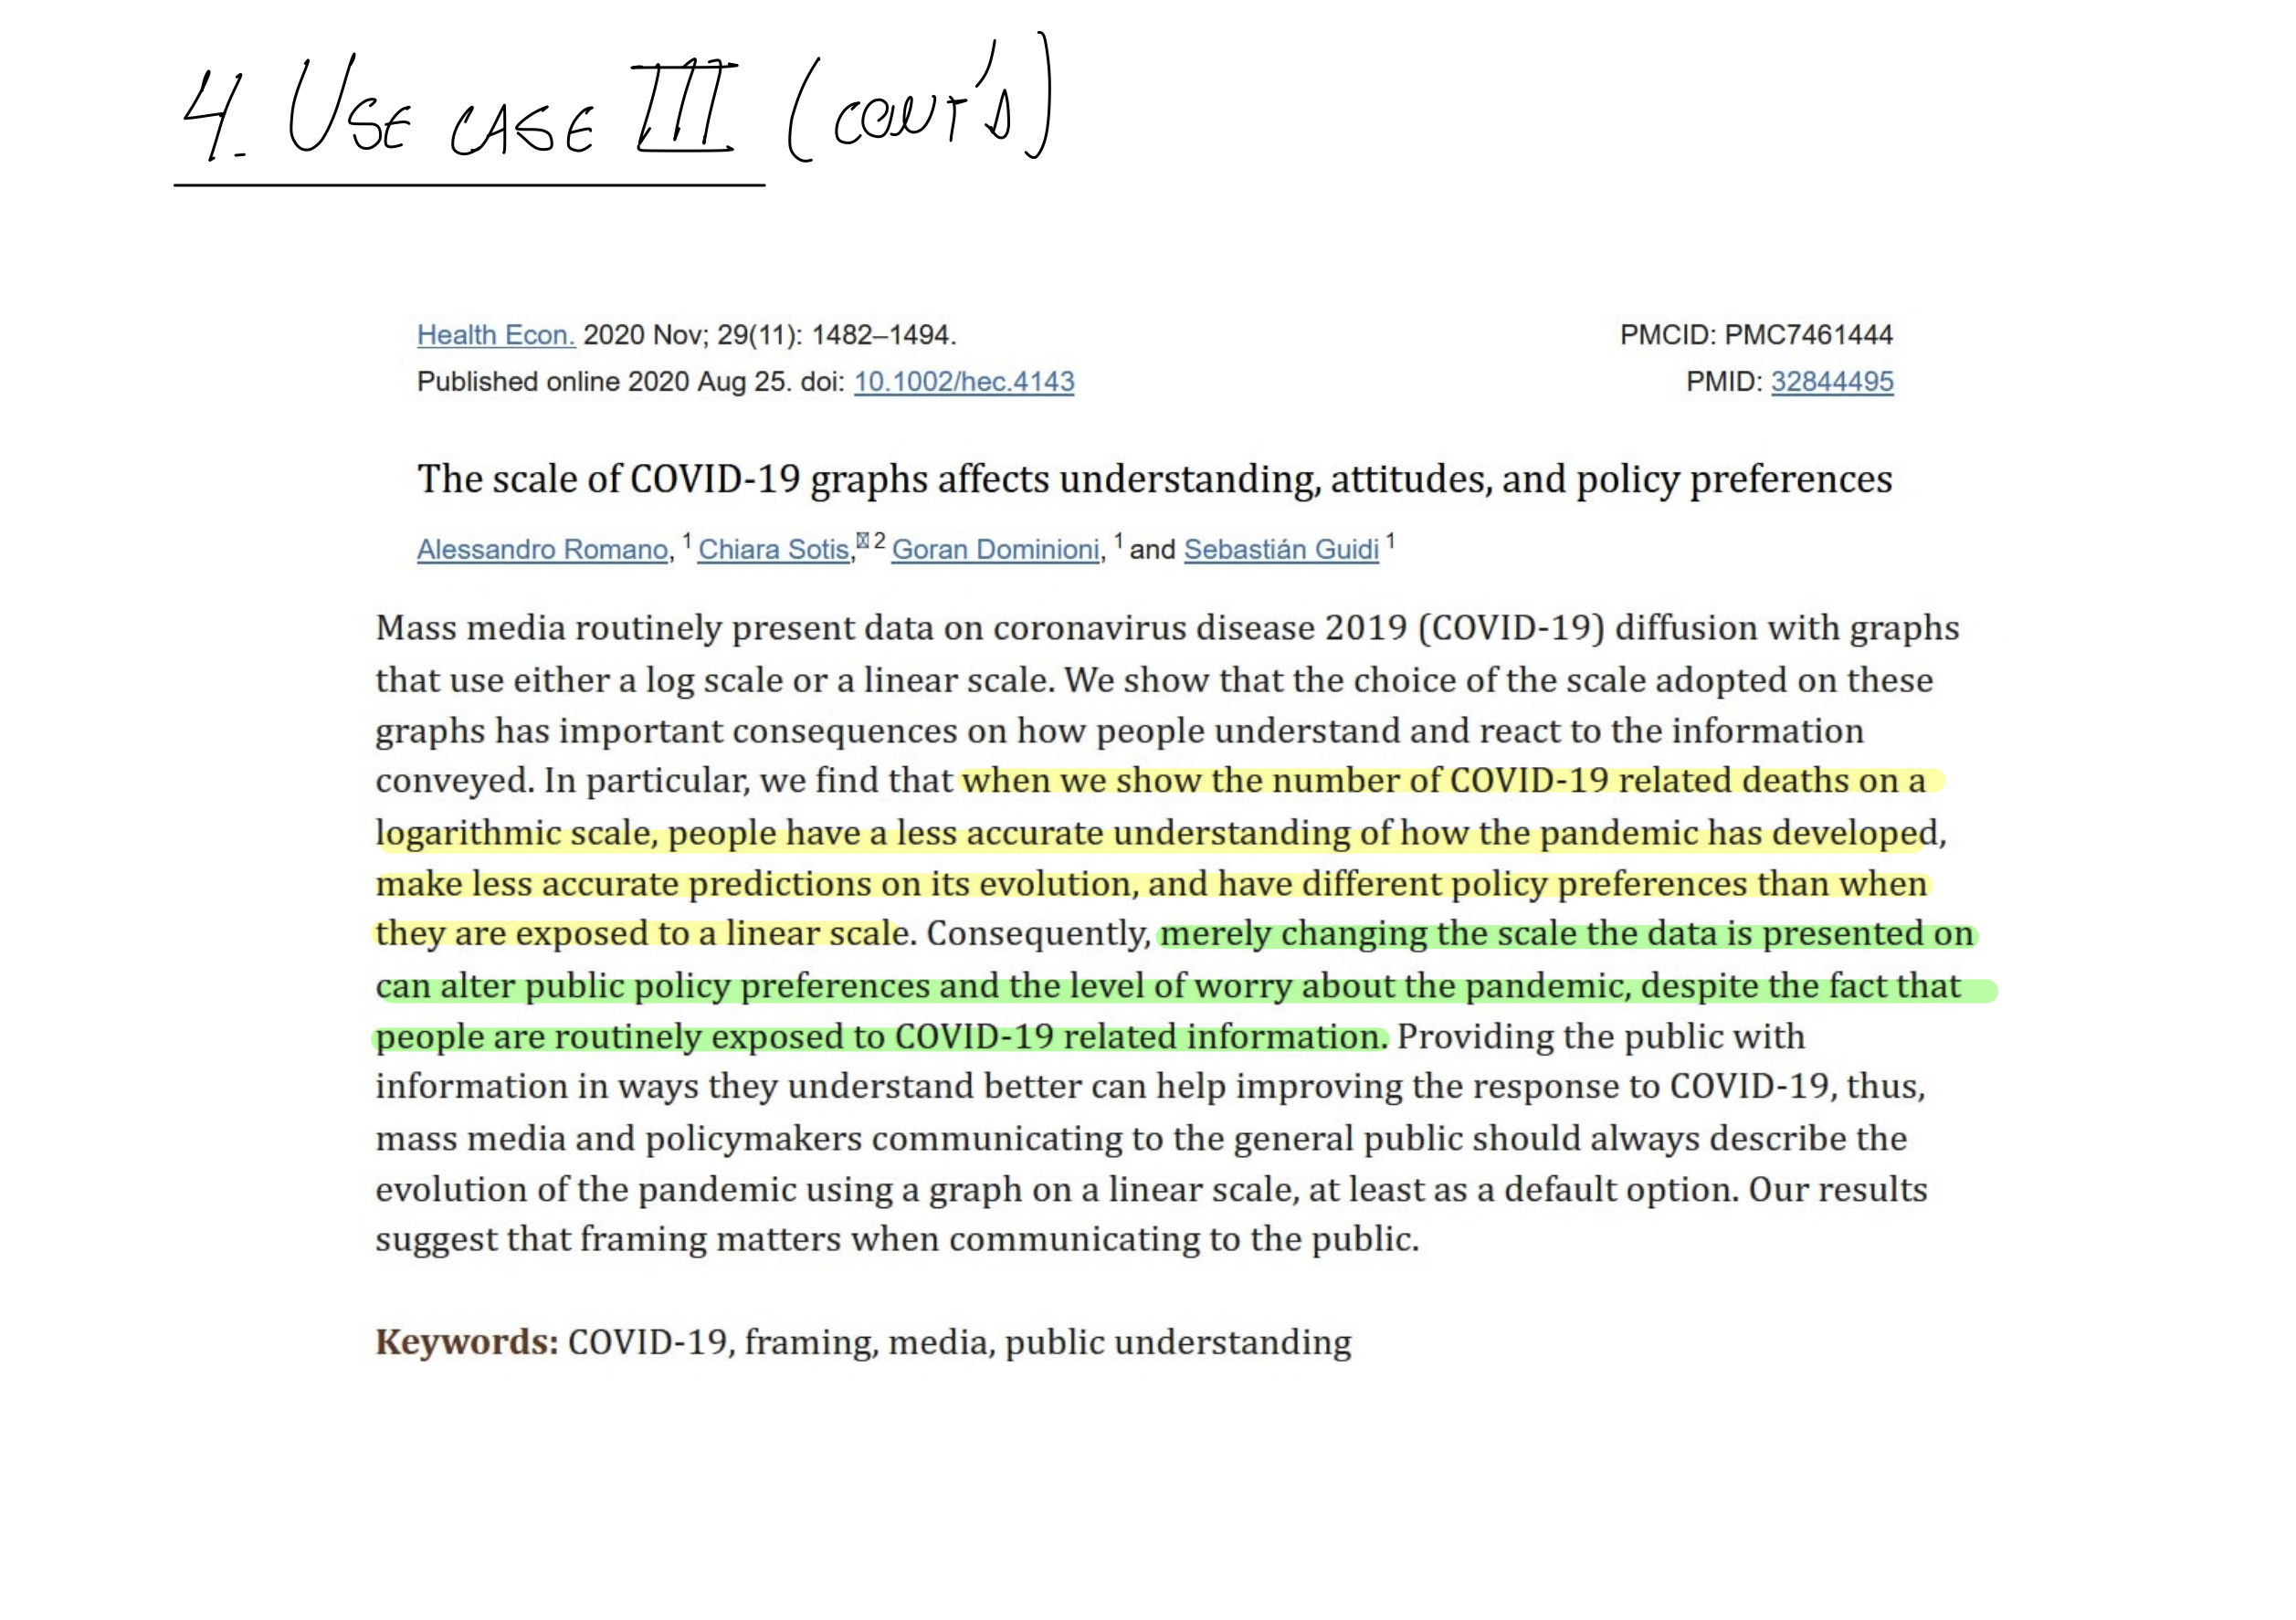 4. USE CASE III (CONT'D)
Health Econ. 2020 Nov; 29(11): 1482–1494.
PMCID: PMC7461444
Published online 2020 Aug 25. doi: 10.1002/hec.4143
PMID: 32844495
The scale of COVID-19 graphs affects understanding, attitudes, and policy preferences
Alessandro Romano, 1 Chiara Sotis, 2 Goran Dominioni, 1 and Sebastián Guidi 1
Mass media routinely present data on coronavirus disease 2019 (COVID-19) diffusion with graphs
that use either a log scale or a linear scale. We show that the choice of the scale adopted on these
graphs has important consequences on how people understand and react to the information
conveyed. In particular, we find that when we show the number of COVID-19 related deaths on a
logarithmic scale, people have a less accurate understanding of how the pandemic has developed,
make less accurate predictions on its evolution, and have different policy preferences than when
they are exposed to a linear scale. Consequently, merely changing the scale the data is presented on
can alter public policy preferences and the level of worry about the pandemic, despite the fact that
people are routinely exposed to COVID-19 related information. Providing the public with
information in ways they understand better can help improving the response to COVID-19, thus,
mass media and policymakers communicating to the general public should always describe the
evolution of the pandemic using a graph on a linear scale, at least as a default option. Our results
suggest that framing matters when communicating to the public.
Keywords: COVID-19, framing, media, public understanding